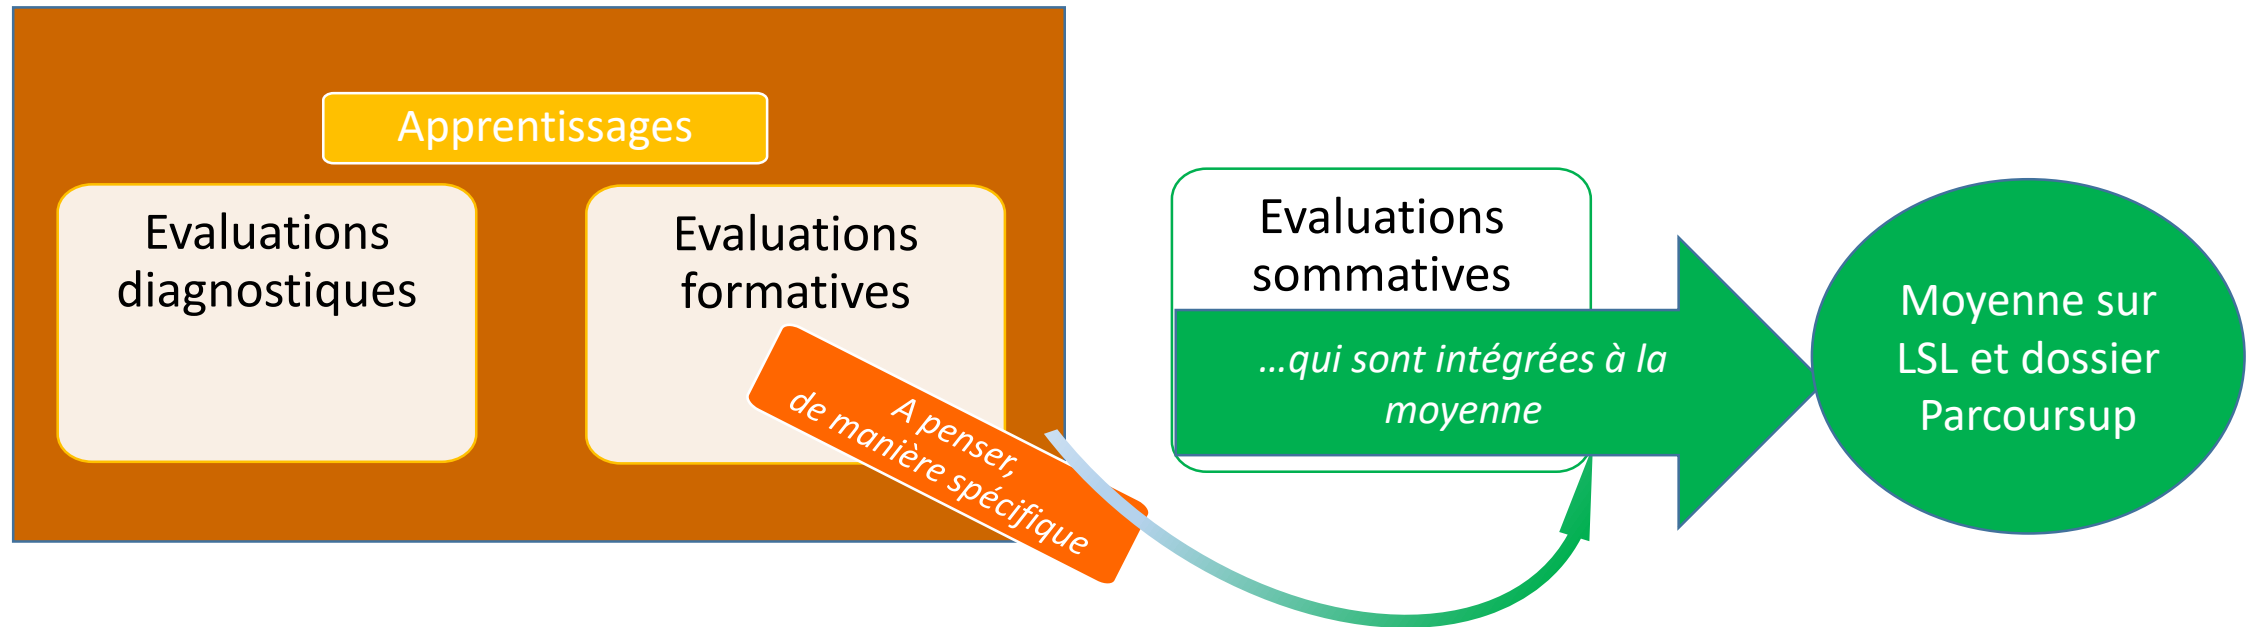 Apprentissages
Evaluations
diagnostiques
Evaluations
formatives
A penser,
de manière spécifique
Evaluations
sommatives
...qui sont intégrées à la
moyenne
Moyenne sur
LSL et dossier
Parcoursup